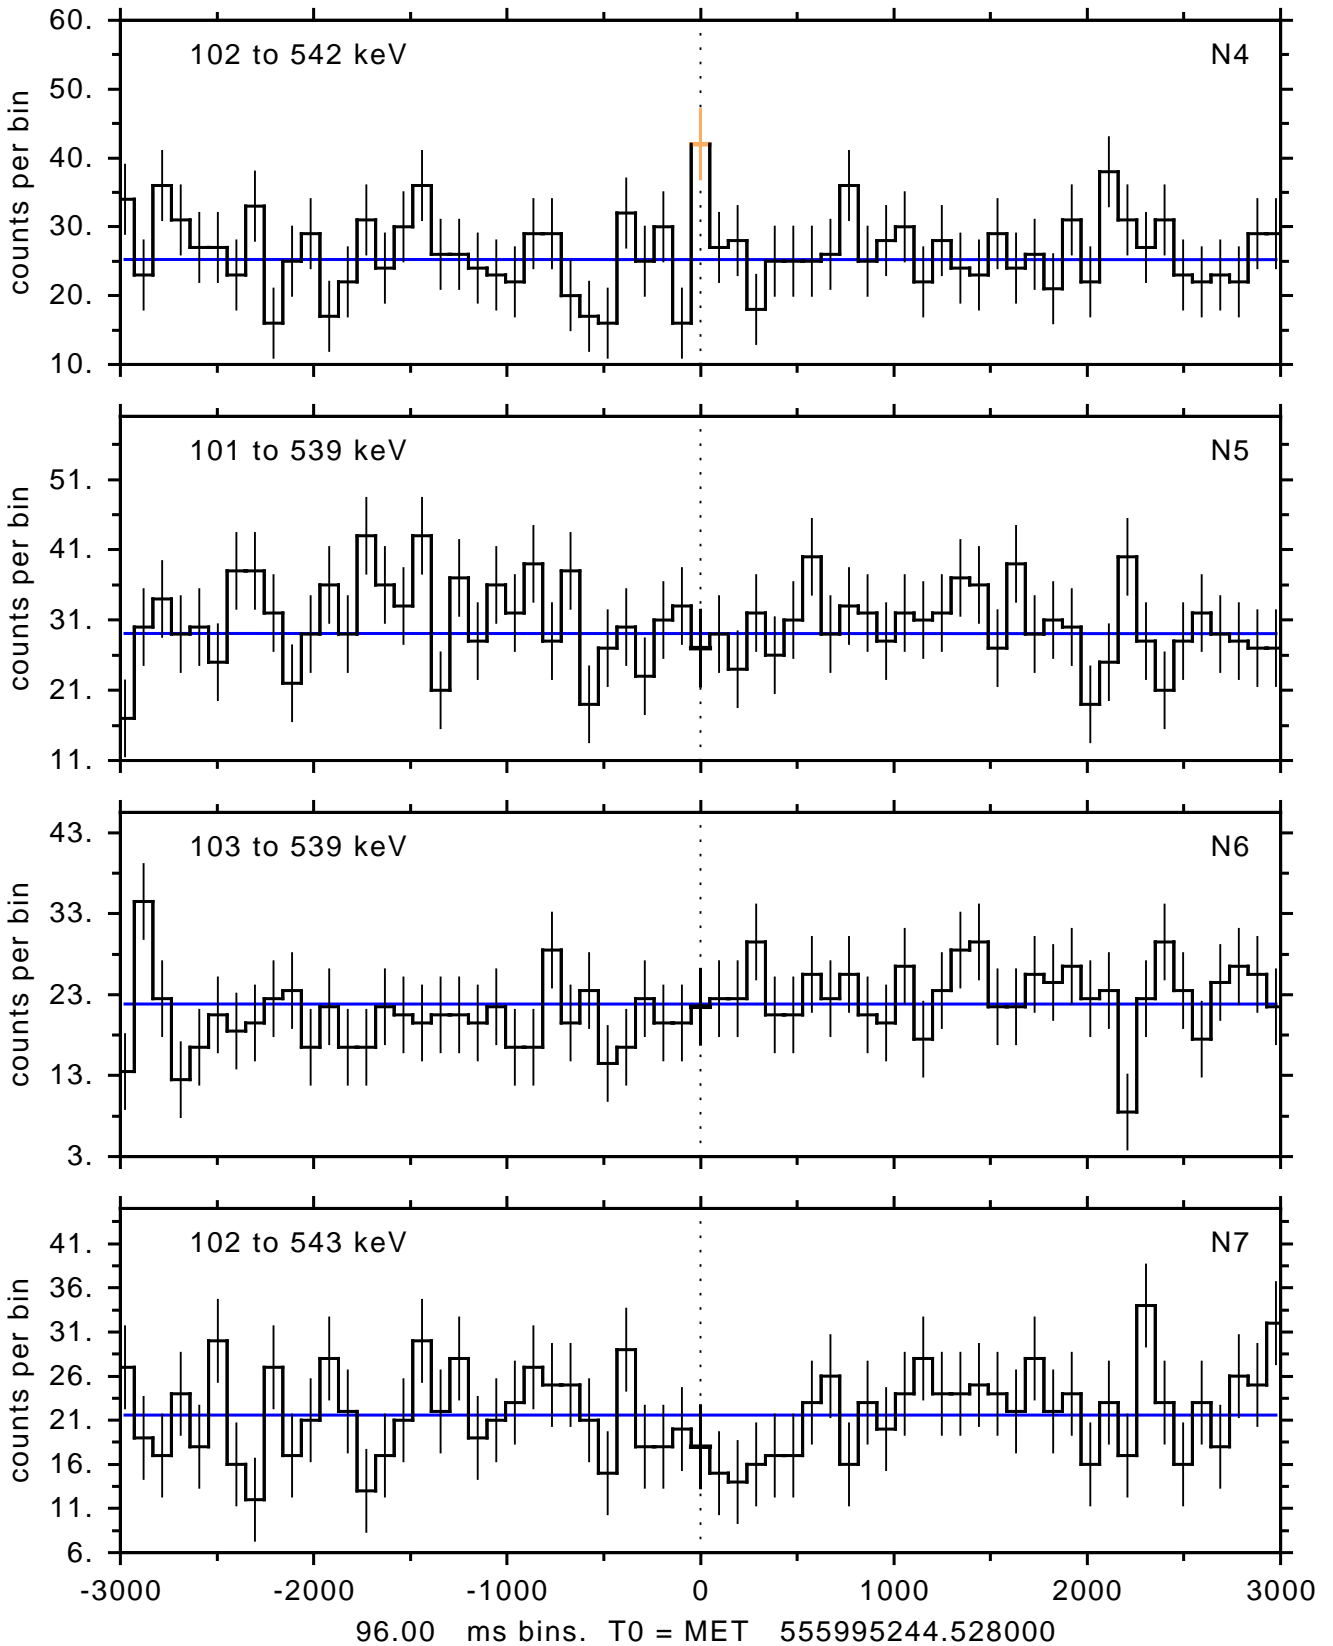 60.
102 to 542 keV N4
50.
40.
30.
20.
10.
counts per bin
101 to 539 keV N5
51.
41.
31.
21.
11.
counts per bin
43.
103 to 539 keV N6
33.
23.
13.
3.
counts per bin
41.
102 to 543 keV N7
36.
31.
26.
21.
16.
11.
6.
counts per bin
-3000 -2000 -1000 0 1000 2000 3000
96.00 ms bins. T0 = MET 555995244.528000